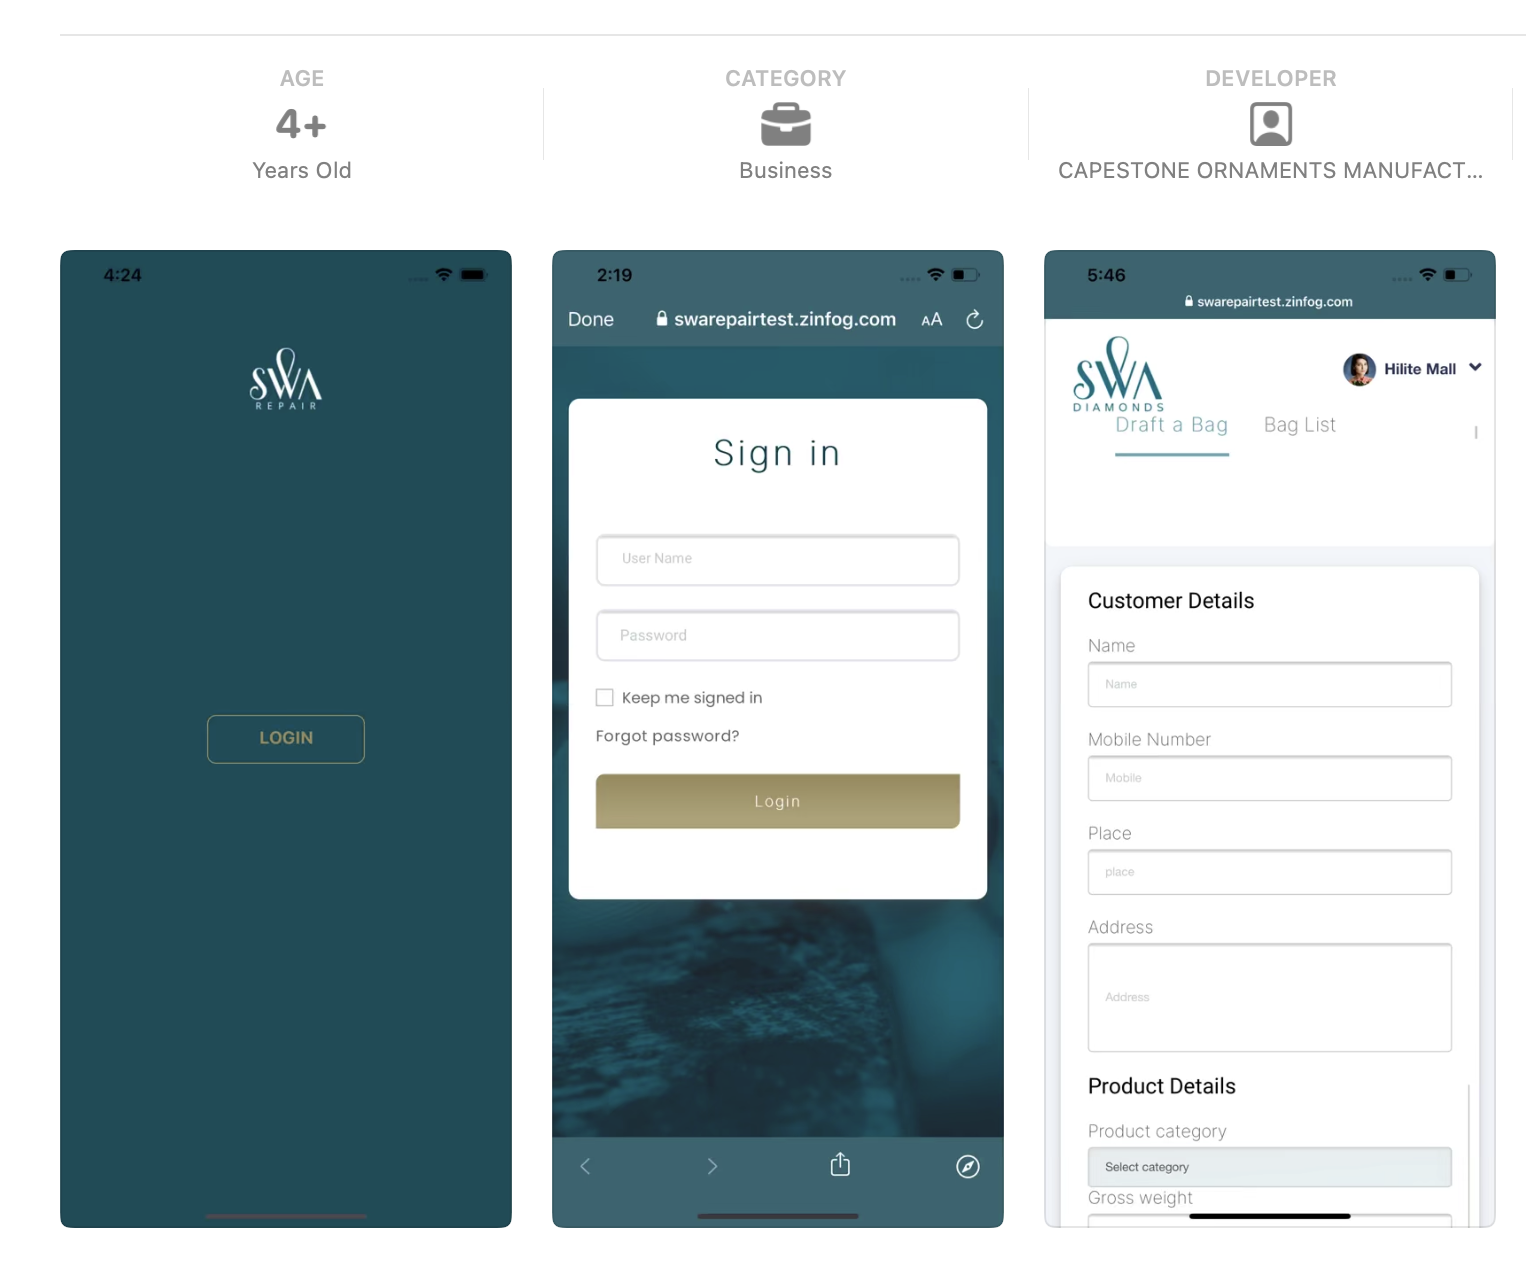 AGE
4+
Years Old
CATEGORY
Business
DEVELOPER
CAPESTONE ORNAMENTS MANUFACT...
4:24
SWA
REPAIR
LOGIN
2:19
Done
swarepairtest.zinfog.com
AA
Sign in
User Name
Password
Keep me signed in
Forgot password?
Login
5:46
swarepairtest.zinfog.com
SWA
DIAMONDS
Hilite Mall
Draft a Bag
Bag List
Customer Details
Name
Name
Mobile Number
Mobile
Place
place
Address
Address
Product Details
Product category
Select category
Gross weight